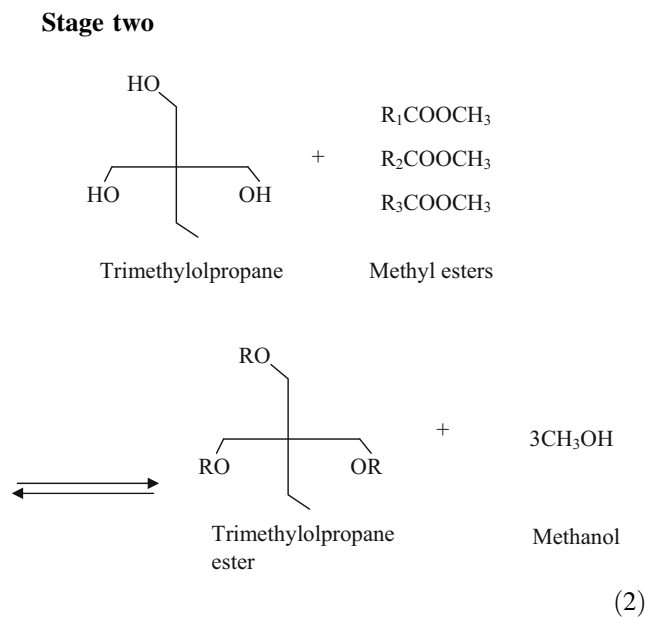 Stage two
HO
HO
OH
+
R₁COOCH₃
R₂COOCH₃
R₃COOCH₃
Trimethylolpropane
Methyl esters
RO
RO
OR
+
3CH₃OH
Trimethylolpropane
ester
Methanol
(2)